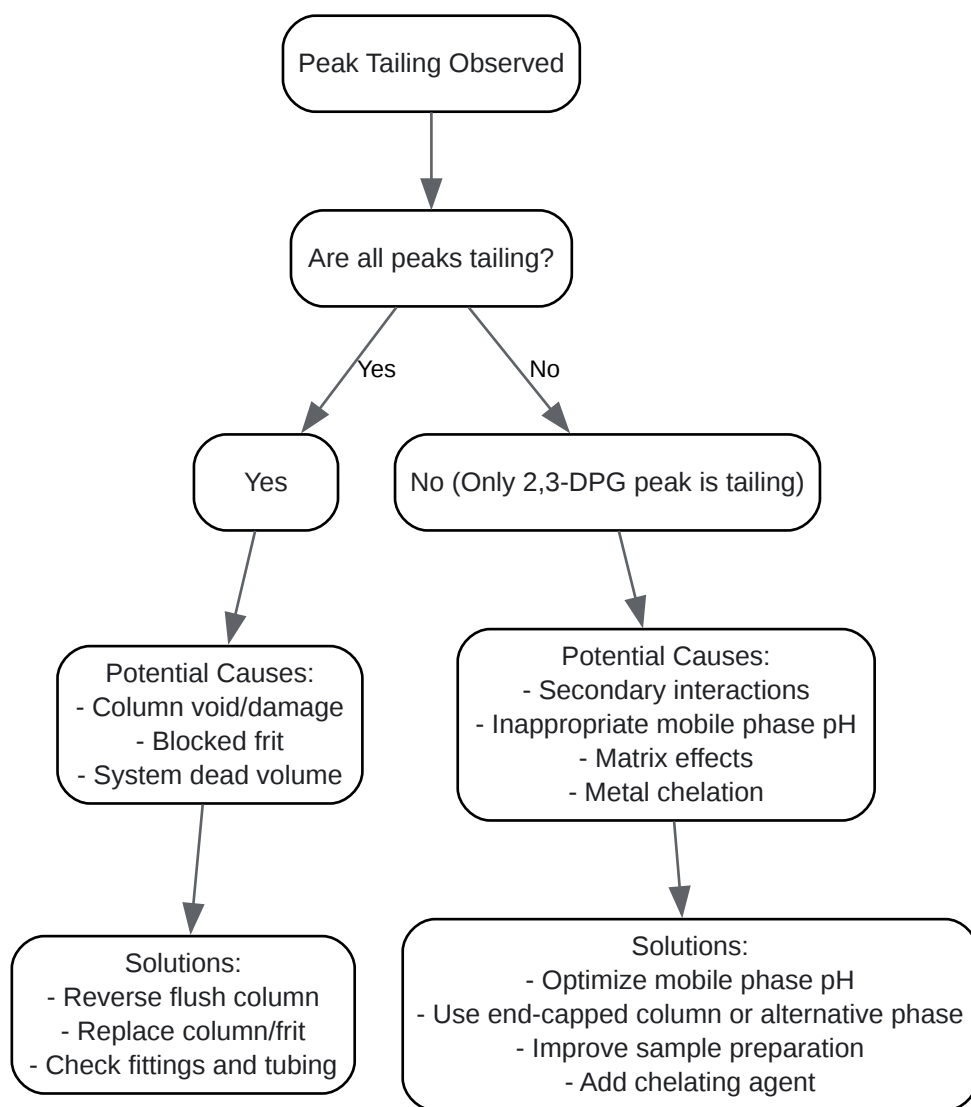 Peak Tailing Observed
Are all peaks tailing?
Yes
No
Yes
No (Only 2,3-DPG peak is tailing)
Potential Causes:
- Column void/damage
- Blocked frit
- System dead volume
Potential Causes:
- Secondary interactions
- Inappropriate mobile phase pH
- Matrix effects
- Metal chelation
Solutions:
- Reverse flush column
- Replace column/frit
- Check fittings and tubing
Solutions:
- Optimize mobile phase pH
- Use end-capped column or alternative phase
- Improve sample preparation
- Add chelating agent